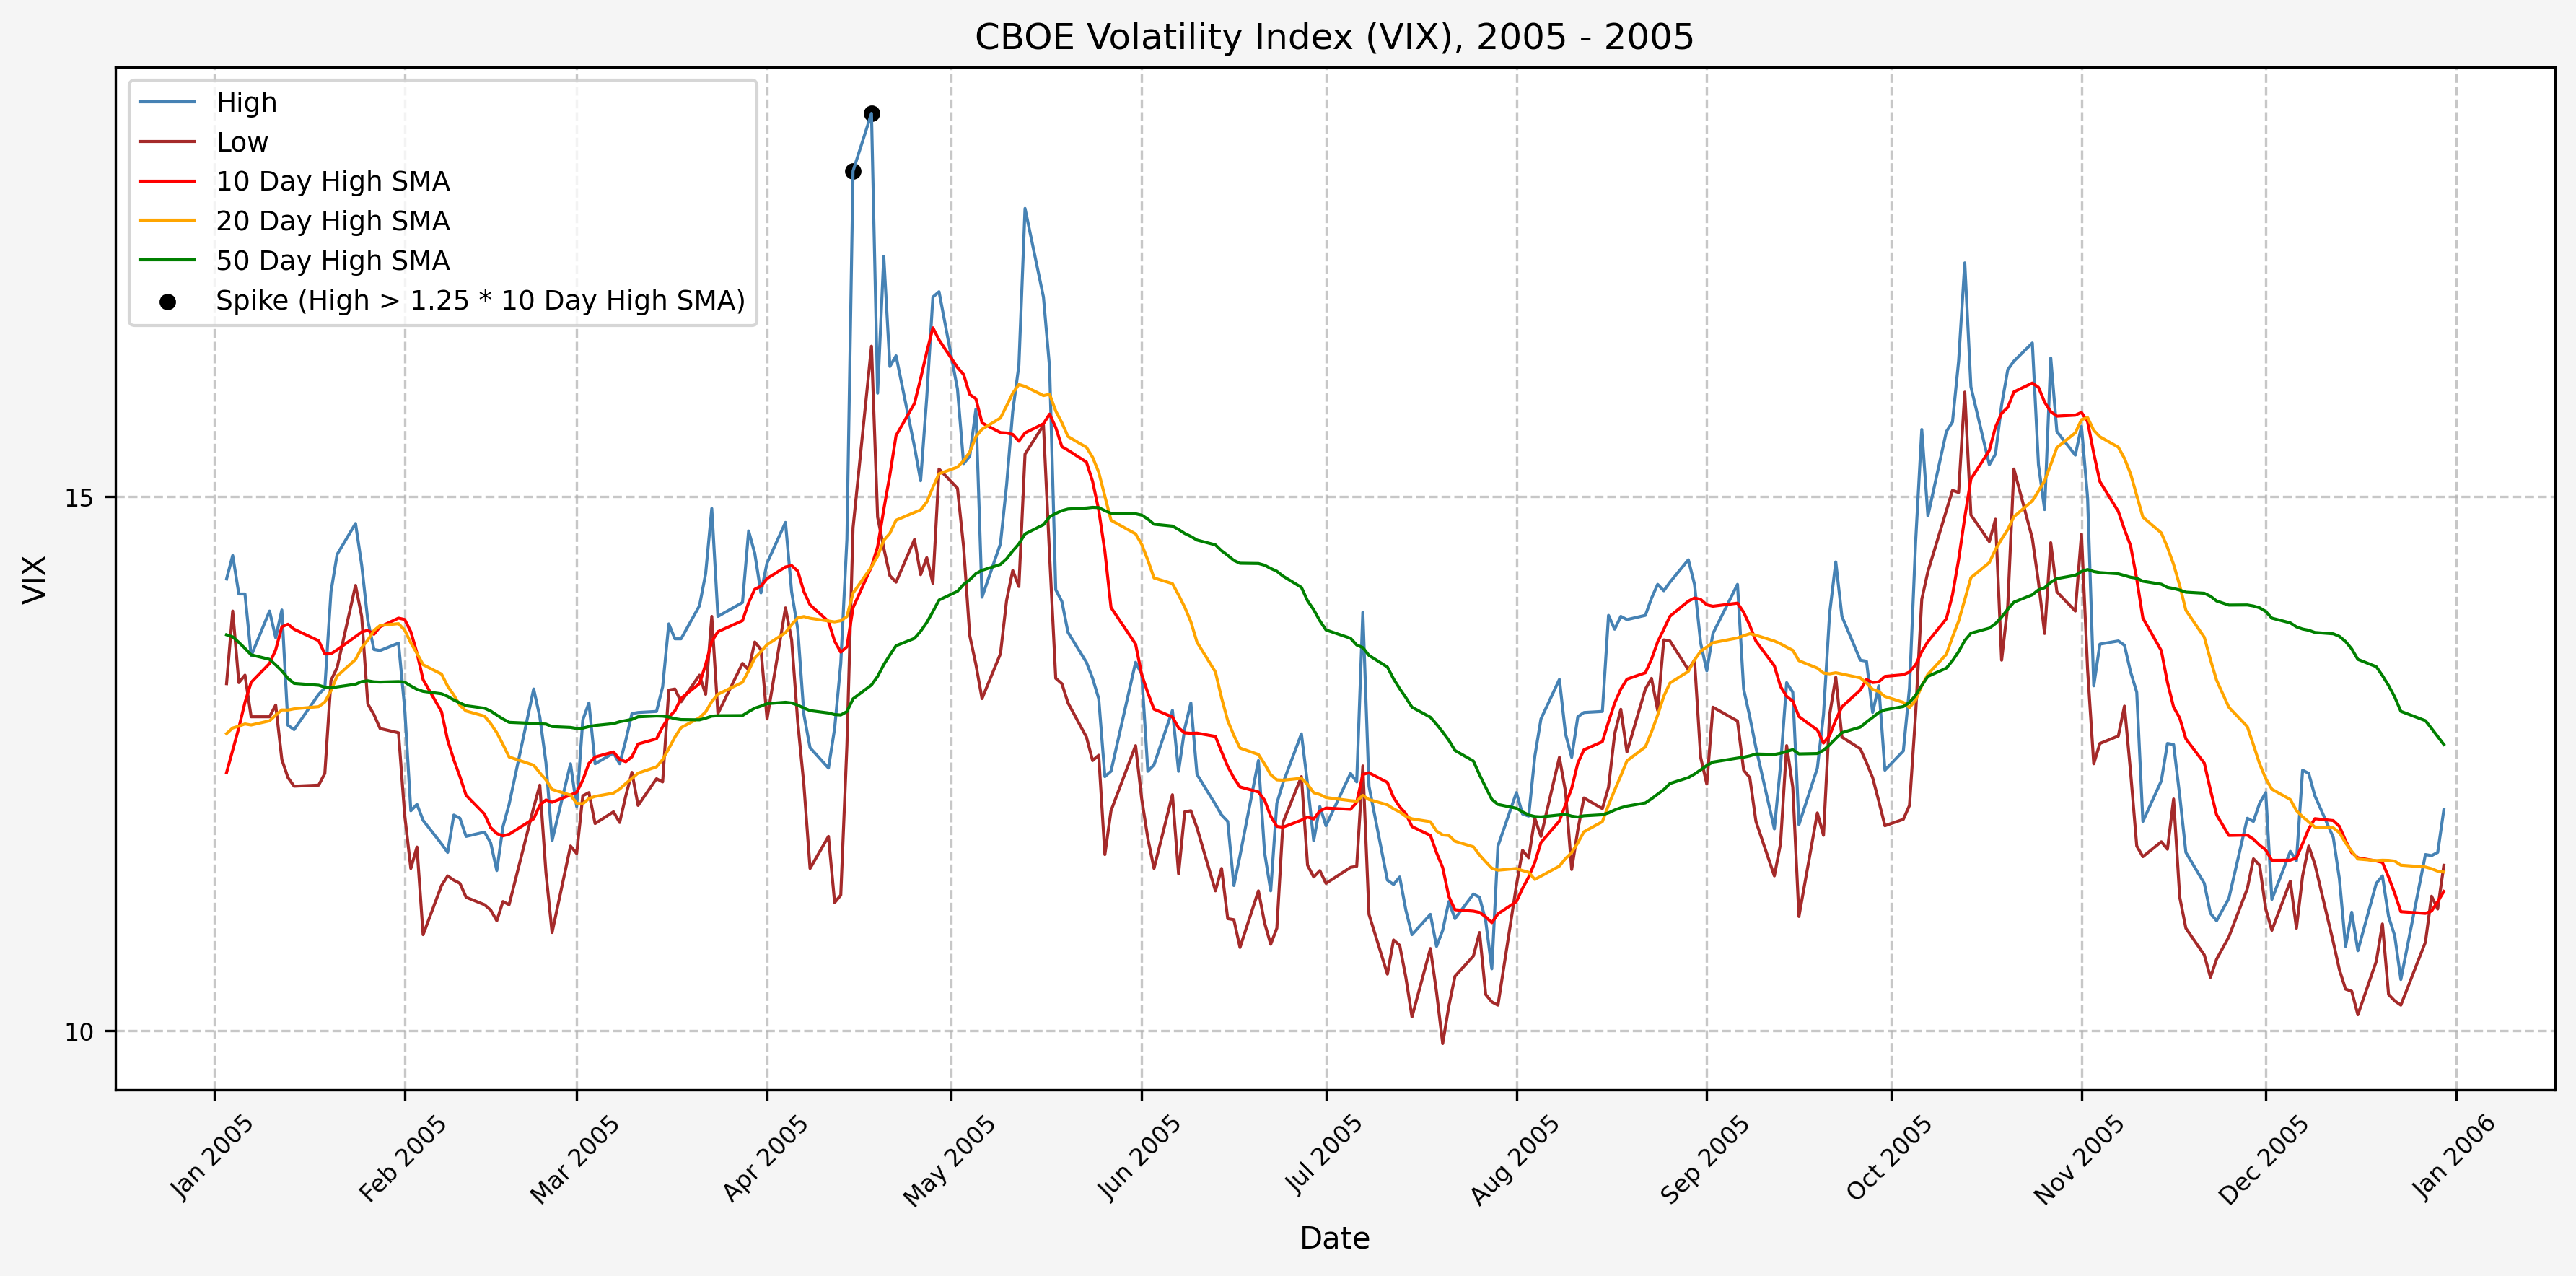 CBOE Volatility Index (VIX), 2005 - 2005
High
Low
10 Day High SMA
20 Day High SMA
50 Day High SMA
Spike (High > 1.25 * 10 Day High SMA)
VIX
15
10
Jan 2005
Feb 2005
Mar 2005
Apr 2005
May 2005
Jun 2005
Jul 2005
Aug 2005
Sep 2005
Oct 2005
Nov 2005
Dec 2005
Jan 2006
Date